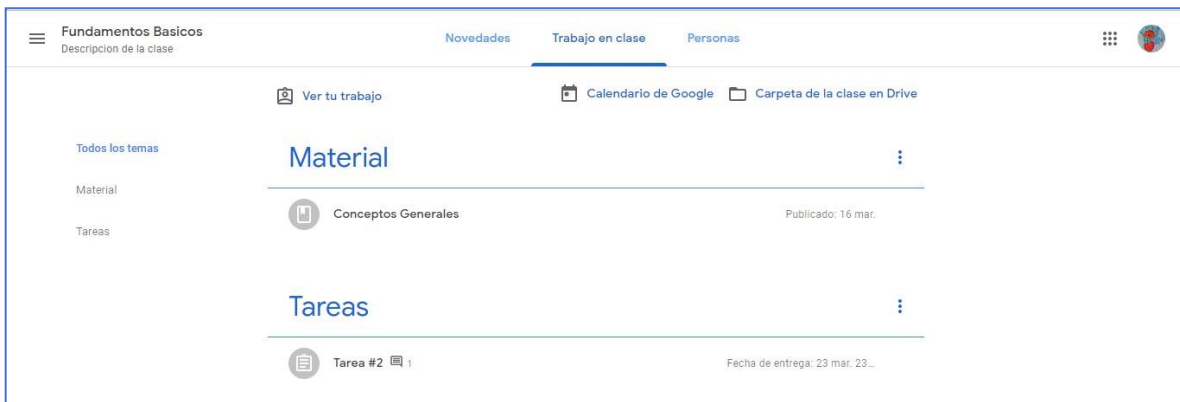 Fundamentos Basicos
Descripcion de la clase
Novedades
Trabajo en clase
Personas
Ver tu trabajo
Calendario de Google
Carpeta de la clase en Drive
Todos los temas
Material
Tareas
Material
Conceptos Generales
Publicado: 16 mar.
Tareas
Tarea #2 1
Fecha de entrega: 23 mar. 23...